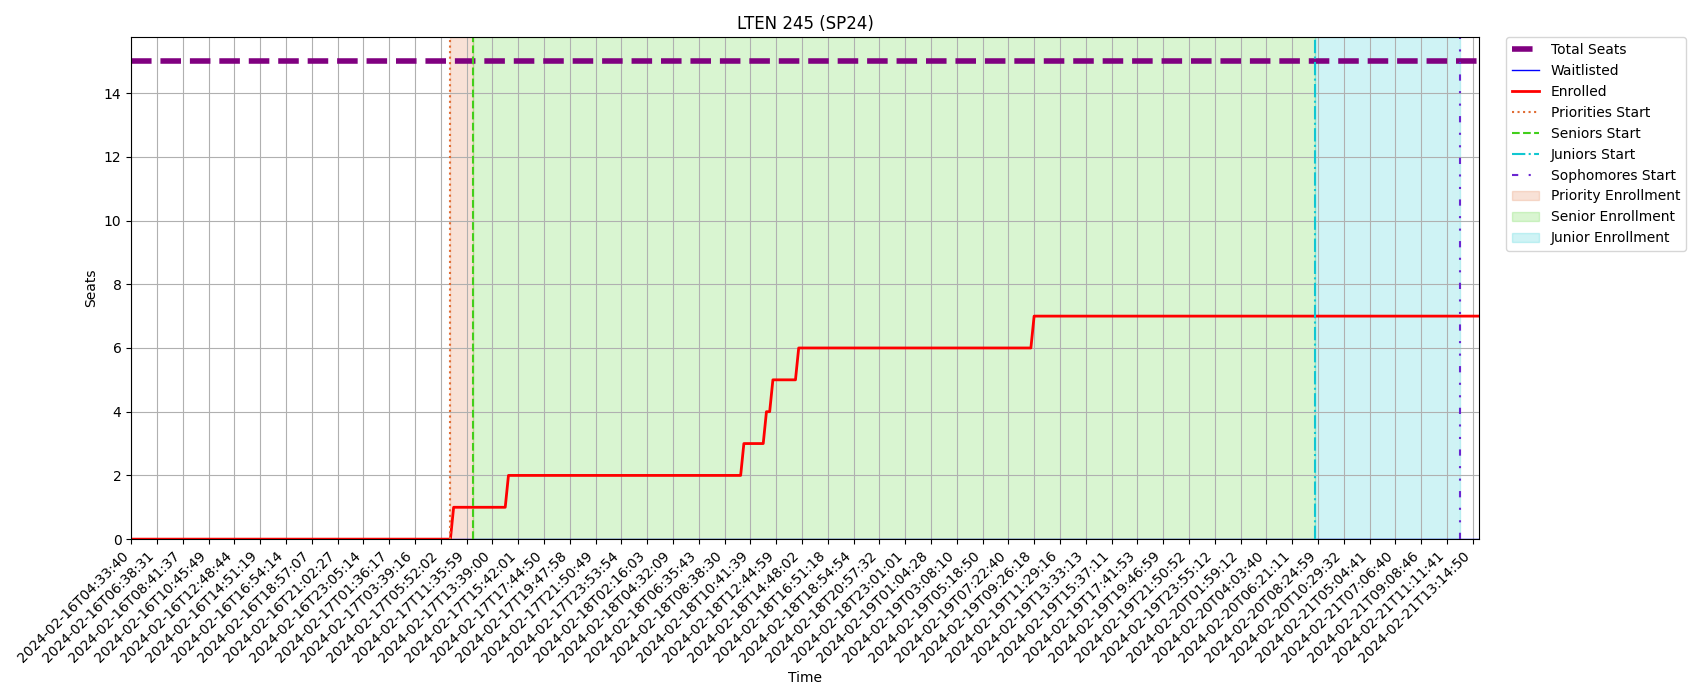 LTEN 245 (SP24)
Total Seats
Waitlisted
Enrolled
Priorities Start
Seniors Start
Juniors Start
Sophomores Start
Priority Enrollment
Senior Enrollment
Junior Enrollment
Seats
14
12
10
8
6
4
2
0
2024-02-16T04:33:40
2024-02-16T06:38:31
2024-02-16T08:41:37
2024-02-16T10:45:49
2024-02-16T12:48:44
2024-02-16T14:51:19
2024-02-16T16:54:14
2024-02-16T18:57:07
2024-02-16T21:02:27
2024-02-16T23:05:14
2024-02-17T01:36:17
2024-02-17T03:39:16
2024-02-17T05:52:02
2024-02-17T11:35:59
2024-02-17T13:39:00
2024-02-17T15:42:01
2024-02-17T17:44:50
2024-02-17T19:47:58
2024-02-17T21:50:49
2024-02-17T23:53:54
2024-02-18T02:16:03
2024-02-18T04:32:09
2024-02-18T06:35:43
2024-02-18T08:38:30
2024-02-18T10:41:39
2024-02-18T12:44:59
2024-02-18T14:48:02
2024-02-18T16:51:18
2024-02-18T18:54:54
2024-02-18T20:57:32
2024-02-18T23:01:01
2024-02-19T01:04:28
2024-02-19T03:08:10
2024-02-19T05:18:50
2024-02-19T07:22:40
2024-02-19T09:26:18
2024-02-19T11:29:16
2024-02-19T13:33:13
2024-02-19T15:37:11
2024-02-19T17:41:53
2024-02-19T19:46:59
2024-02-19T21:50:52
2024-02-19T23:55:12
2024-02-20T01:59:12
2024-02-20T04:03:40
2024-02-20T06:21:11
2024-02-20T08:24:59
2024-02-20T10:29:32
2024-02-21T05:04:41
2024-02-21T07:06:40
2024-02-21T09:08:46
2024-02-21T11:11:41
2024-02-21T13:14:50
Time